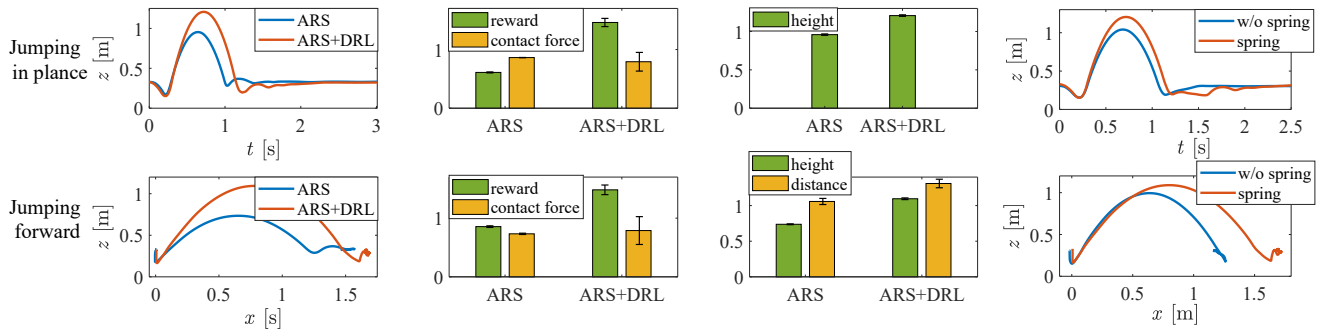 Jumping
in plance
z [m]
1
0.5
0
0
1
2
3
t [s]
ARS
ARS+DRL
1
0
ARS
ARS+DRL
reward
contact force
1
0.5
0
ARS
ARS+DRL
height
z [m]
1
0.5
0
0
0.5
1
1.5
2
2.5
t [s]
w/o spring
spring
Jumping
forward
z [m]
1
0.5
0
0
0.5
1
1.5
x [s]
ARS
ARS+DRL
1
0
ARS
ARS+DRL
reward
contact force
1
0.5
0
ARS
ARS+DRL
height
distance
z [m]
1
0.5
0
0
0.5
1
1.5
x [m]
w/o spring
spring